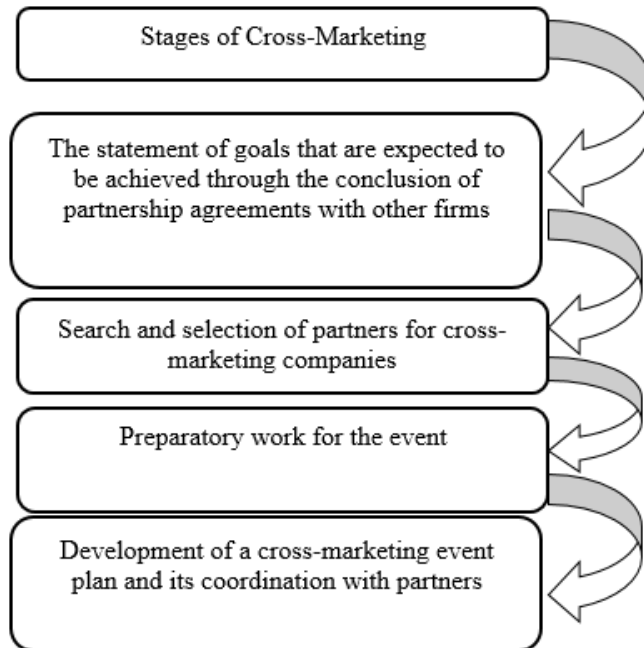 Stages of Cross-Marketing
The statement of goals that are expected to
be achieved through the conclusion of
partnership agreements with other firms
Search and selection of partners for cross-
marketing companies
Preparatory work for the event
Development of a cross-marketing event
plan and its coordination with partners